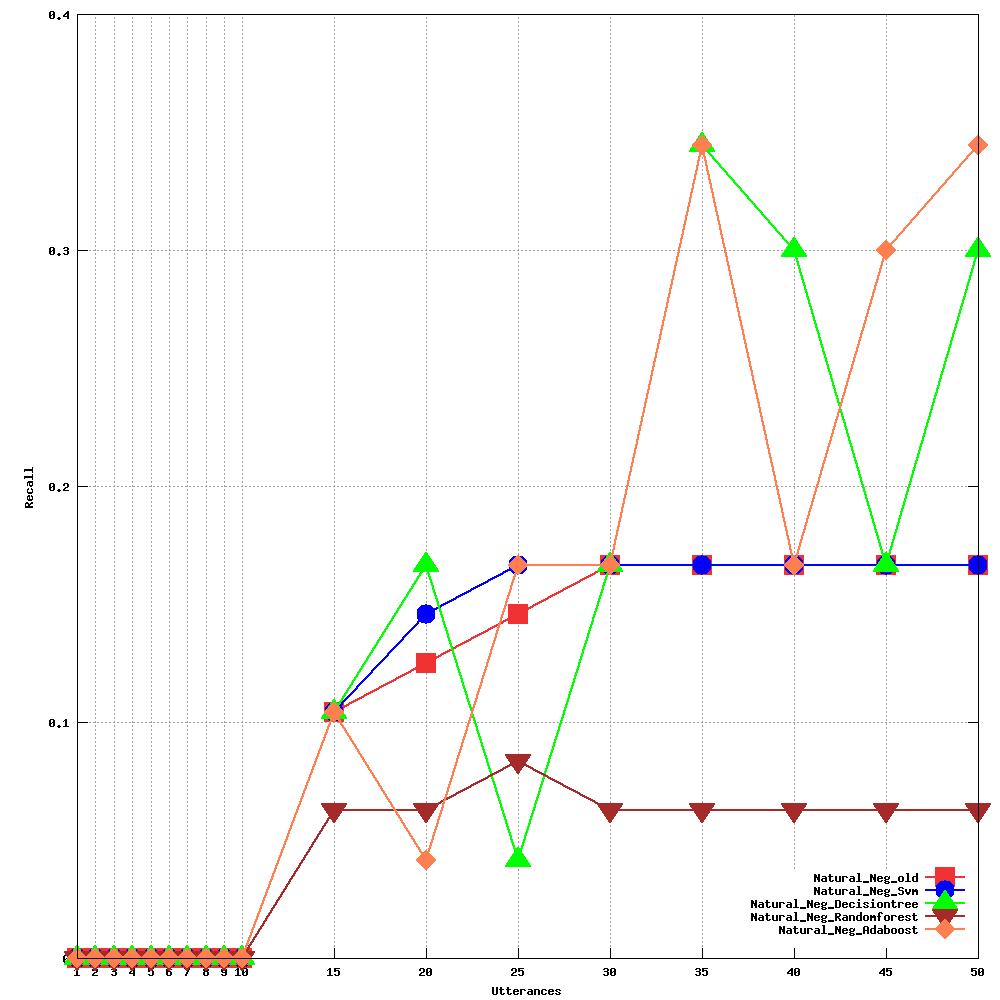 0.4
0.3
0.2
0.1
0
Recall
1 2 3 4 5 6 7 8 9 10 15 20 25 30 35 40 45 50
Utterances
Natural_Neg_old
Natural_Neg_Svm
Natural_Neg_Decisiontree
Natural_Neg_Randomforest
Natural_Neg_Adaboost